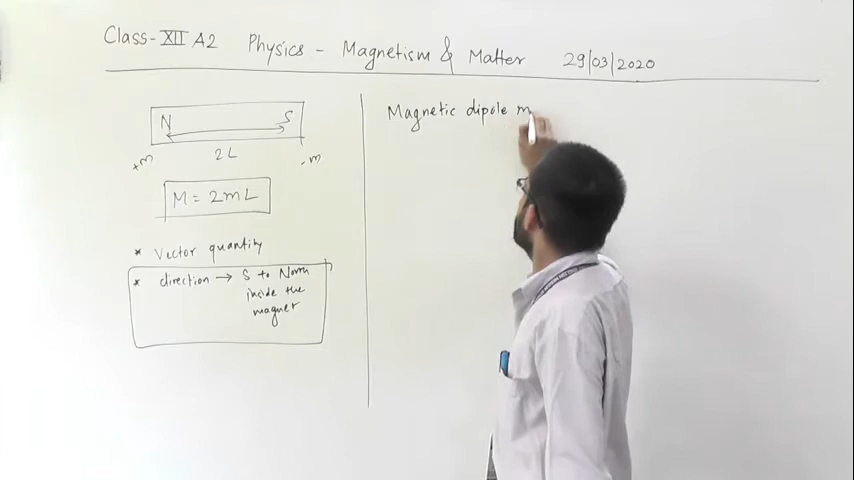 Class-XII A2 Physics - Magnetism & Matter 29/03/2020
N S
2L
+m -m
M = 2mL
* Vector quantity
* direction → S to North
inside the
magnet
Magnetic dipole m